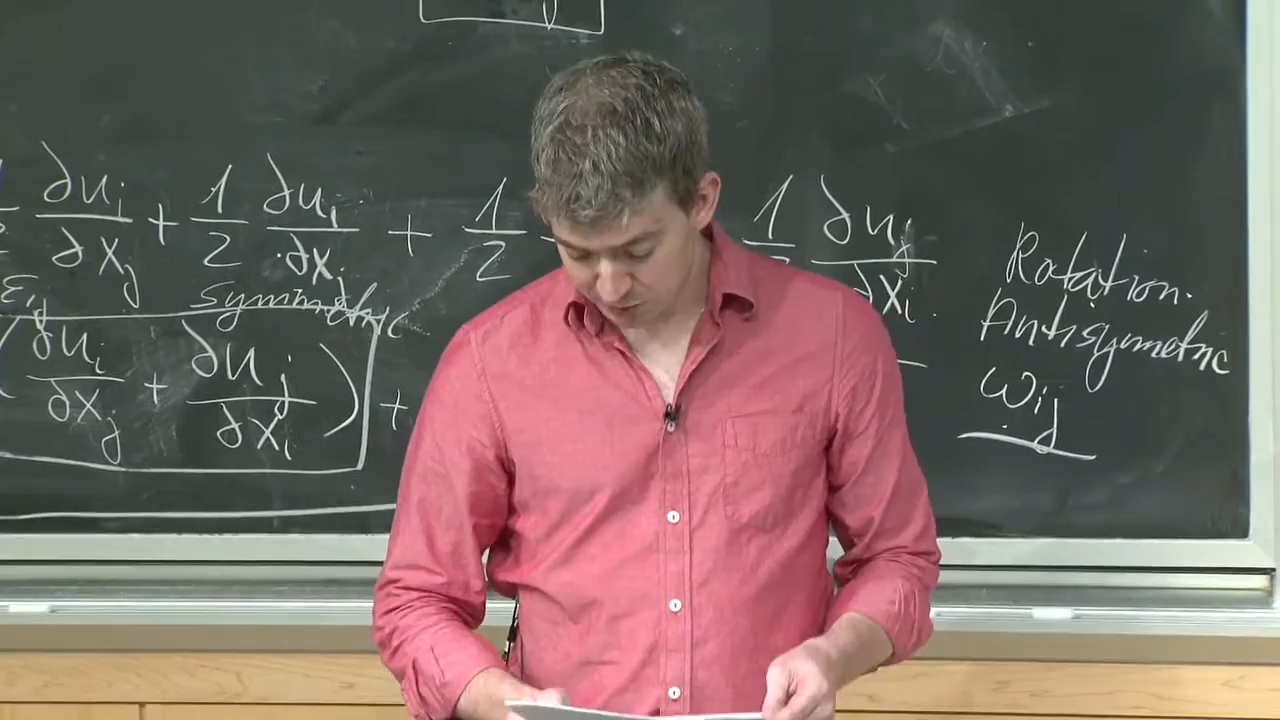 ∂u_i/∂x_j + 1/2 ∂u_i/∂x_j + 1/2 1/2 ∂u_j/∂x_i
Rotation.
ε_ij symmetric
Antisymmetric
(∂u_i/∂x_j + ∂u_j/∂x_i) +
ω_ij